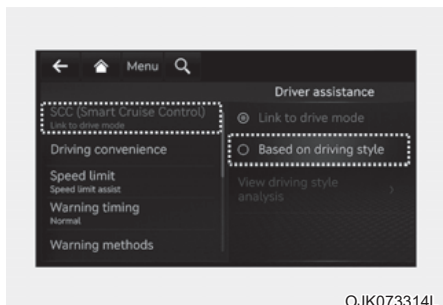 Menu
Driver assistance
SCC (Smart Cruise Control)
Link to drive mode
Link to drive mode
Driving convenience
Based on driving style
Speed limit
Speed limit assist
View driving style
analysis
Warning timing
Normal
Warning methods
OJK073314L